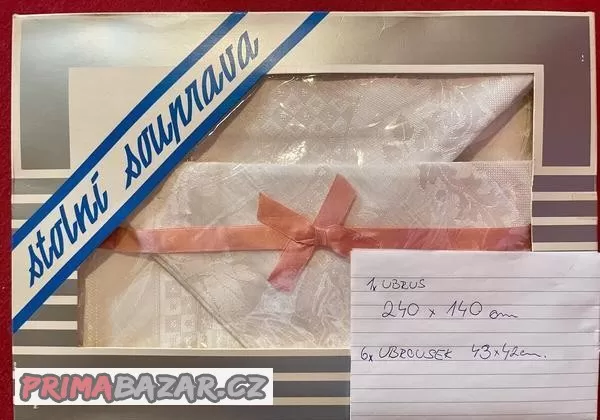 stolní souprava
1x UBRUS
240 x 140 cm
6x UBROUSEK 43x42cm.
PRIMABAZAR.CZ